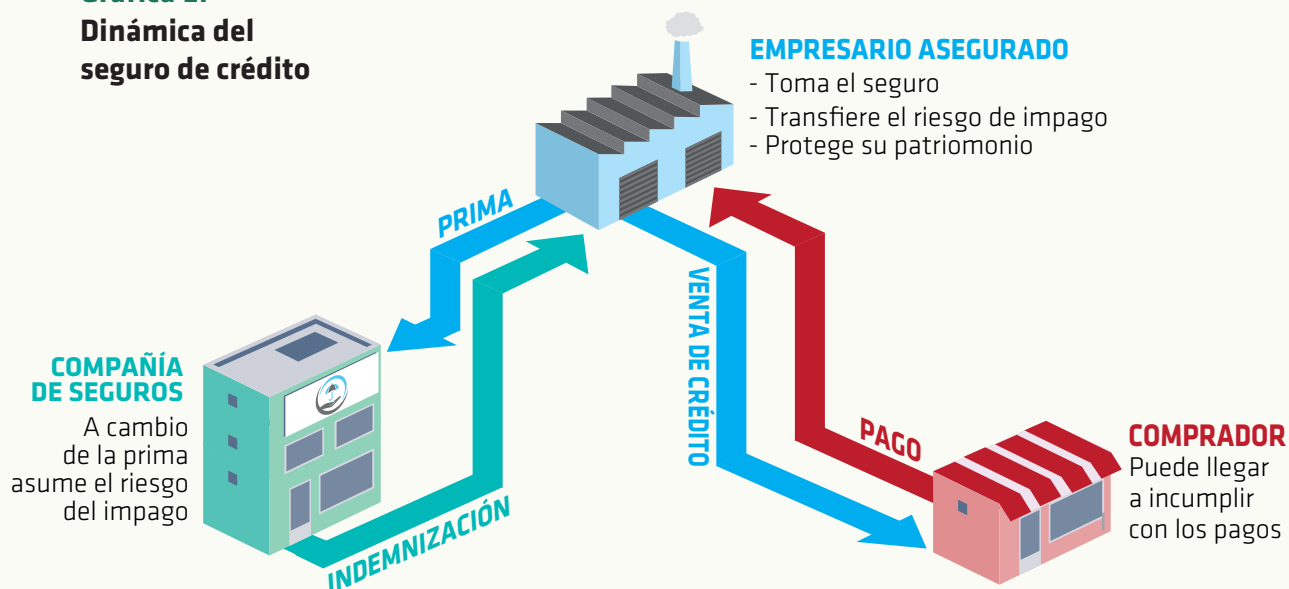 Dinámica del
seguro de crédito
EMPRESARIO ASEGURADO
- Toma el seguro
- Transfiere el riesgo de impago
- Protege su patriomonio
PRIMA
VENTA DE CRÉDITO
COMPAÑÍA
DE SEGUROS
A cambio
de la prima
asume el riesgo
del impago
INDEMNIZACIÓN
PAGO
COMPRADOR
Puede llegar
a incumplir
con los pagos